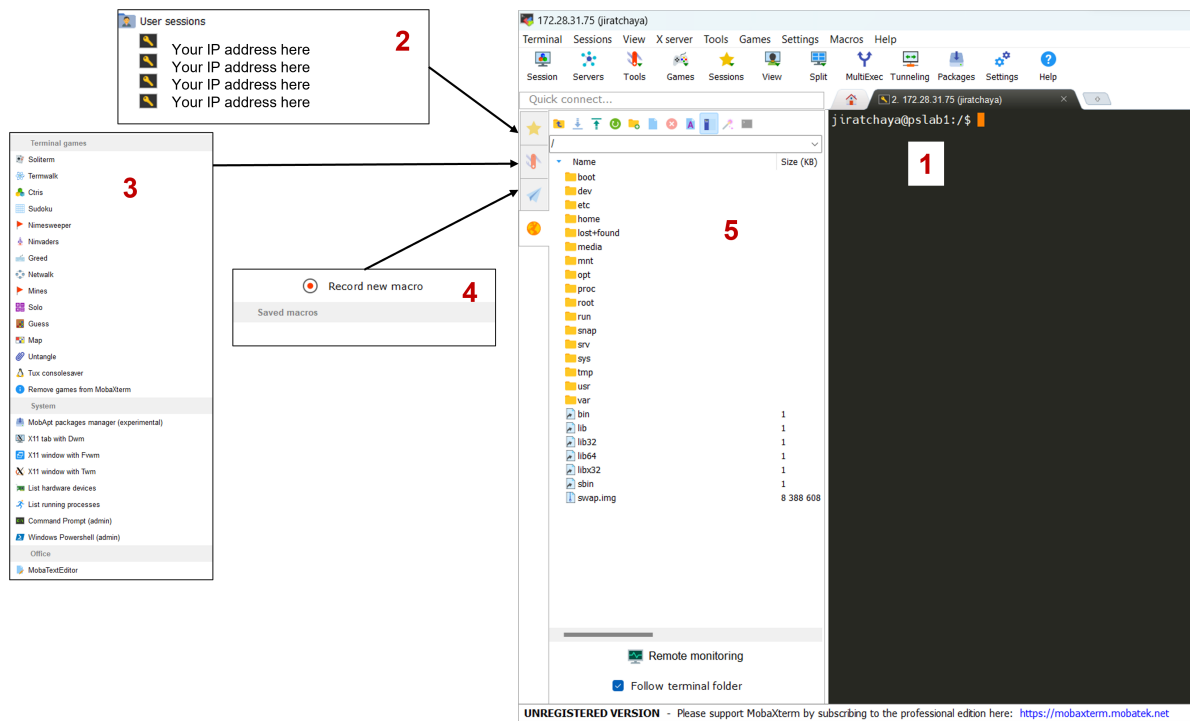 User sessions
Your IP address here
Your IP address here
Your IP address here
Your IP address here
2
Terminal games
Soliterm
Termwalk
Ctris
Sudoku
Nimesweeper
Ninvaders
Greed
Netwalk
Mines
Solo
Guess
Map
Untangle
Tux consolesaver
Remove games from MobaXterm
System
MobApt packages manager (experimental)
X11 tab with Dwm
X11 window with Fvwm
X11 window with Twm
List hardware devices
List running processes
Command Prompt (admin)
Windows Powershell (admin)
Office
MobaTextEditor
3
Record new macro
Saved macros
4
172.28.31.75 (jiratchaya)
Terminal Sessions View X server Tools Games Settings Macros Help
Session Servers Tools Games Sessions View Split MultiExec Tunneling Packages Settings Help
Quick connect...
2. 172.28.31.75 (jiratchaya)
/
Name Size (KB)
boot
dev
etc
home
lost+found
media
mnt
opt
proc
root
run
snap
srv
sys
tmp
usr
var
bin 1
lib 1
lib32 1
lib64 1
libx32 1
sbin 1
swap.img 8 388 608
5
Remote monitoring
Follow terminal folder
jiratchaya@pslab1:/$
1
UNREGISTERED VERSION - Please support MobaXterm by subscribing to the professional edition here: https://mobaxterm.mobatek.net